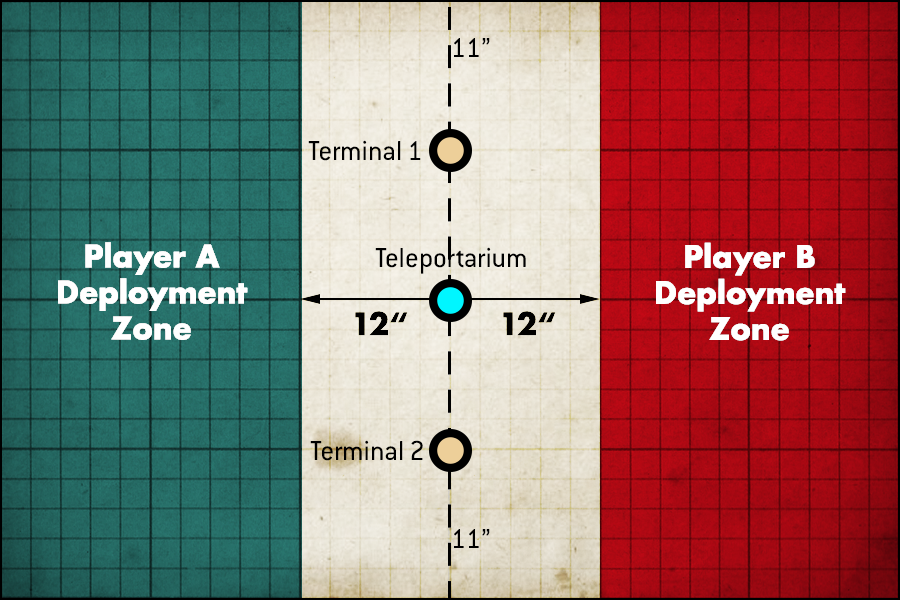 11”
Terminal 1
Teleportarium
Player A
Deployment
Zone
12“
12“
Player B
Deployment
Zone
Terminal 2
11”